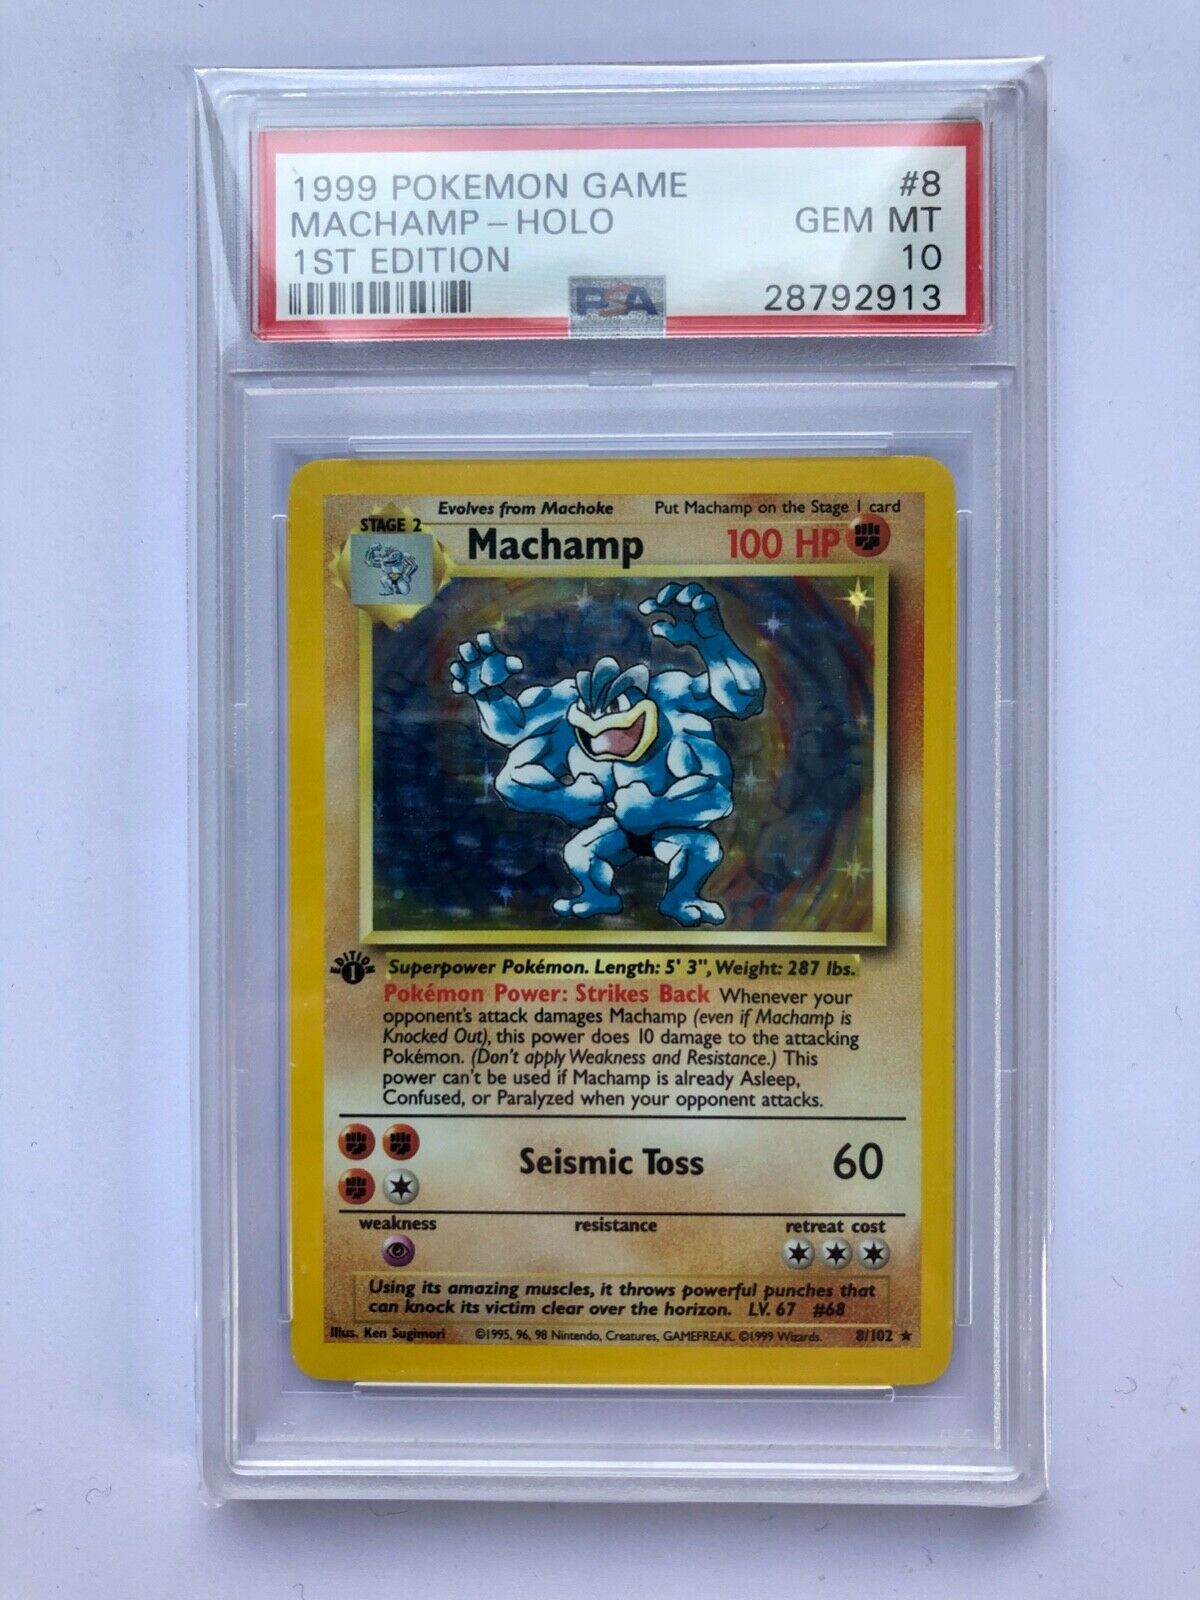 1999 POKEMON GAME #8
MACHAMP – HOLO GEM MT
1ST EDITION 10
PSA 28792913
Evolves from Machoke Put Machamp on the Stage 1 card
STAGE 2
Machamp 100 HP
EDITION 1
Superpower Pokémon. Length: 5' 3", Weight: 287 lbs.
Pokémon Power: Strikes Back Whenever your
opponent's attack damages Machamp (even if Machamp is
Knocked Out), this power does 10 damage to the attacking
Pokémon. (Don't apply Weakness and Resistance.) This
power can't be used if Machamp is already Asleep,
Confused, or Paralyzed when your opponent attacks.
Seismic Toss 60
weakness resistance retreat cost
Using its amazing muscles, it throws powerful punches that
can knock its victim clear over the horizon. LV. 67 #68
Illus. Ken Sugimori ©1995, 96, 98 Nintendo, Creatures, GAMEFREAK. ©1999 Wizards. 8/102 ★